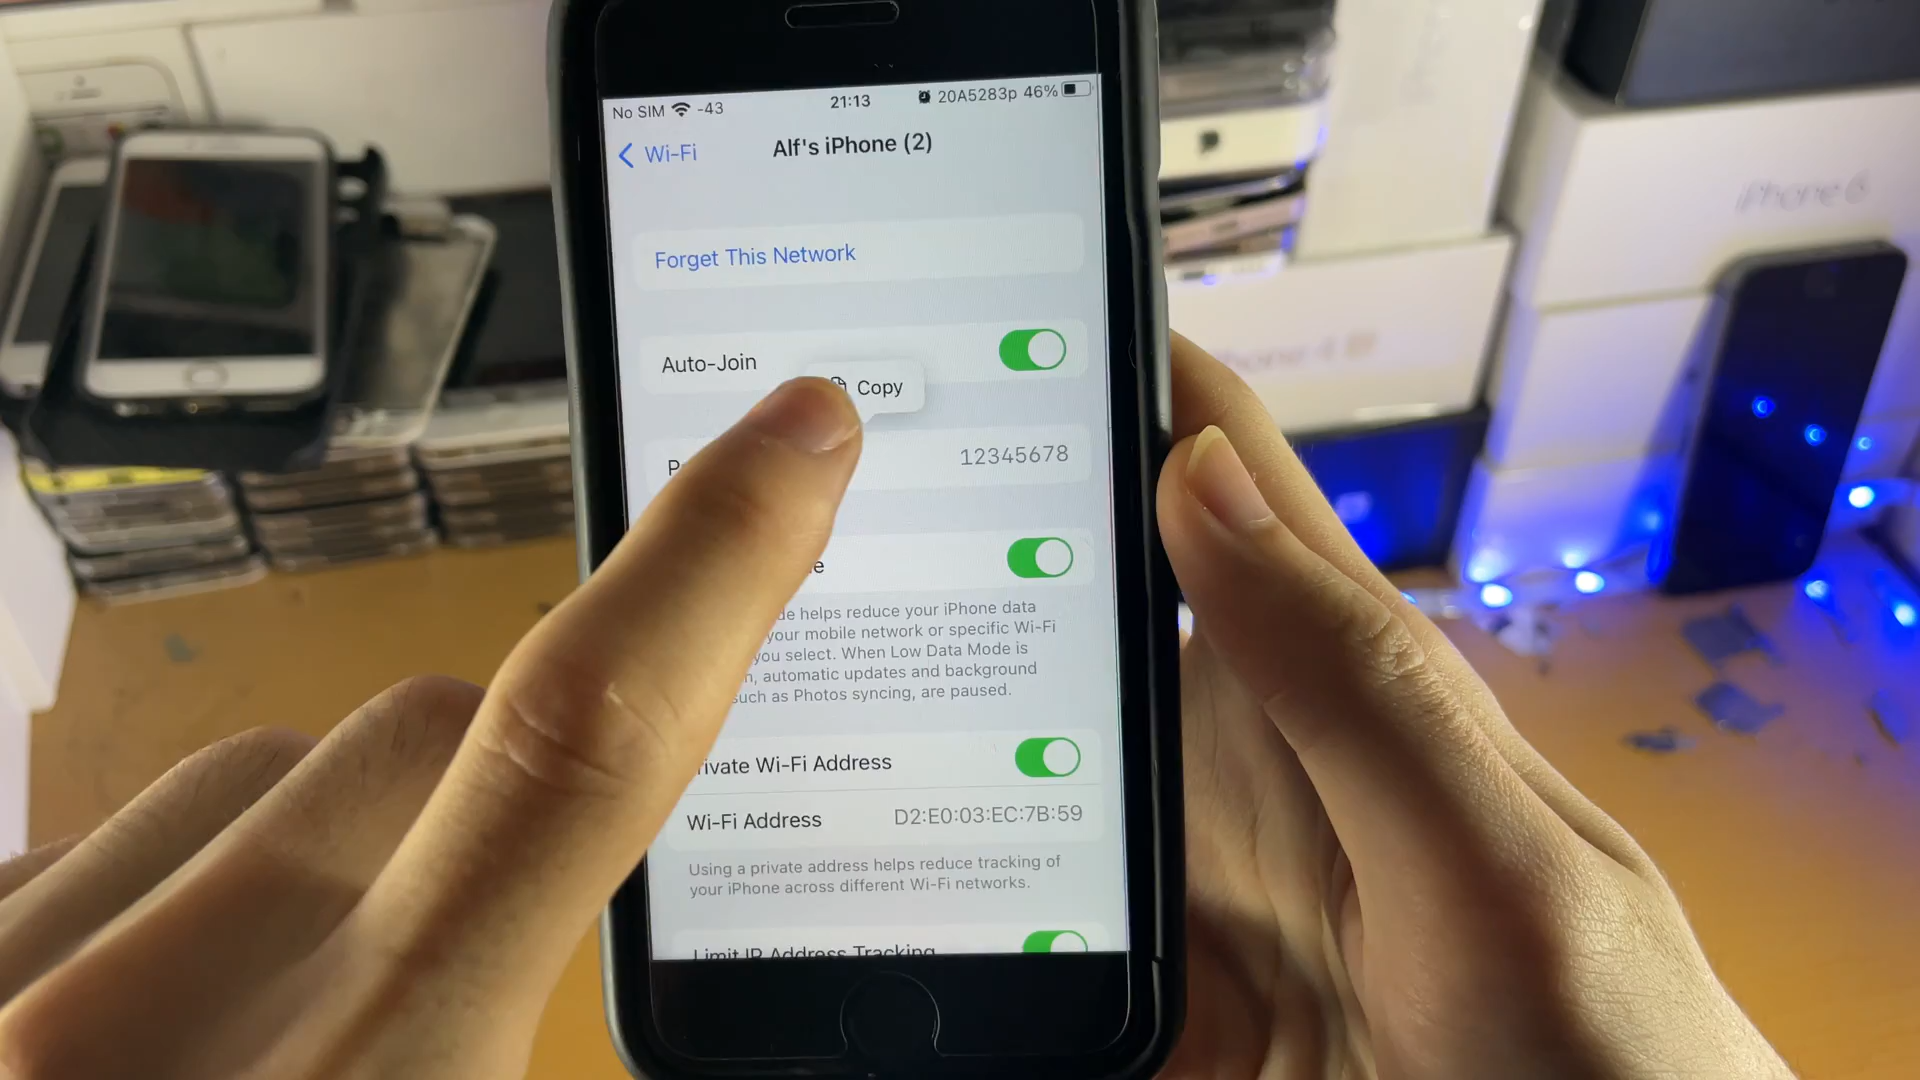 No SIM -43 21:13 20A5283p 46%
Wi-Fi Alf's iPhone (2)
Forget This Network
Auto-Join
Copy
12345678
helps reduce your iPhone data
your mobile network or specific Wi-Fi
you select. When Low Data Mode is
automatic updates and background
such as Photos syncing, are paused.
ivate Wi-Fi Address
Wi-Fi Address D2:E0:03:EC:7B:59
Using a private address helps reduce tracking of
your iPhone across different Wi-Fi networks.
Limit IP Address Tracking
iPhone 6